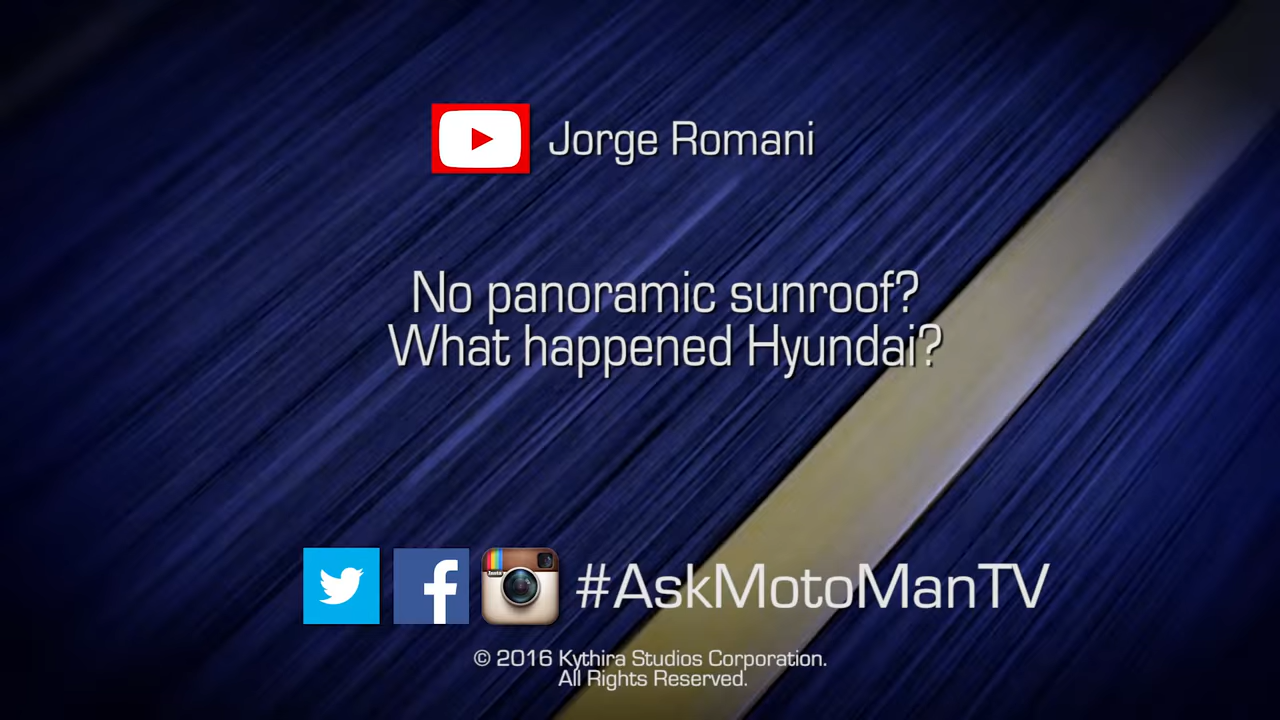 Jorge Romani
No panoramic sunroof?
What happened Hyundai?
#AskMotoManTV
© 2016 Kythira Studios Corporation.
All Rights Reserved.